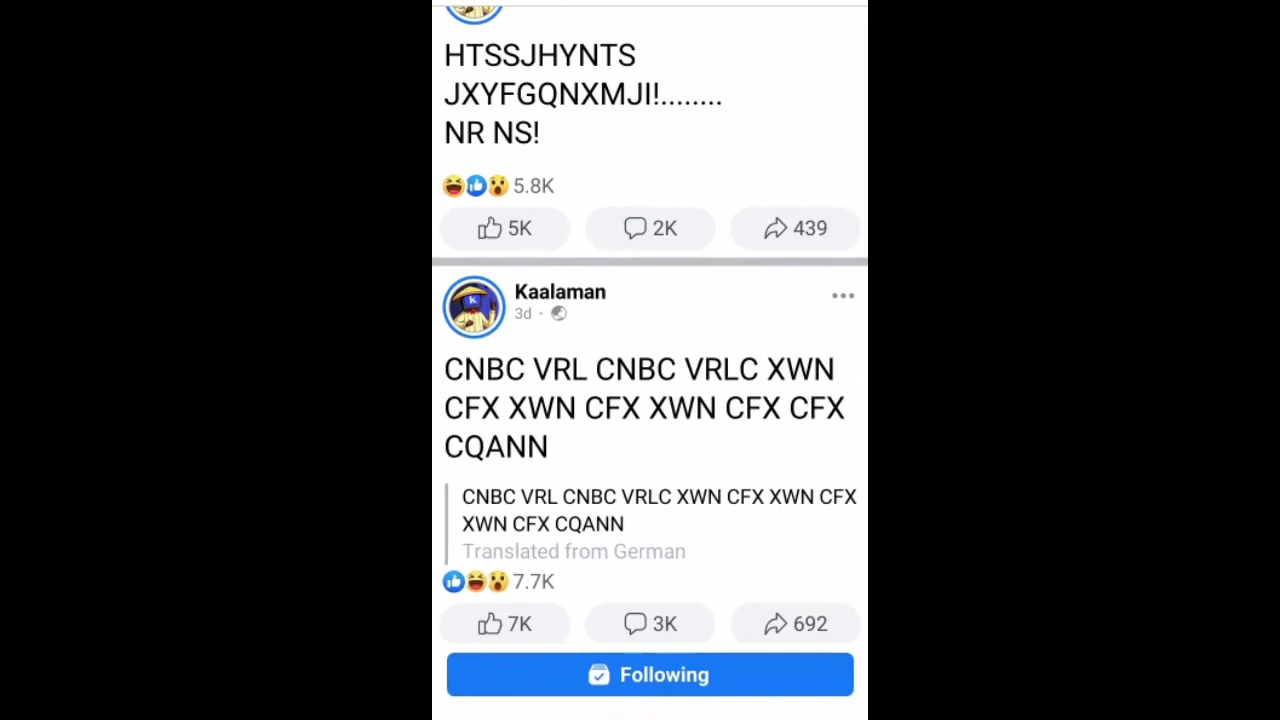 HTSSJHYNTS
JXYFGQNXMJI!........
NR NS!
5.8K
5K
2K
439
Kaalaman
3d ·
CNBC VRL CNBC VRLC XWN
CFX XWN CFX XWN CFX CFX
CQANN
CNBC VRL CNBC VRLC XWN CFX XWN CFX
XWN CFX CQANN
Translated from German
7.7K
7K
3K
692
Following